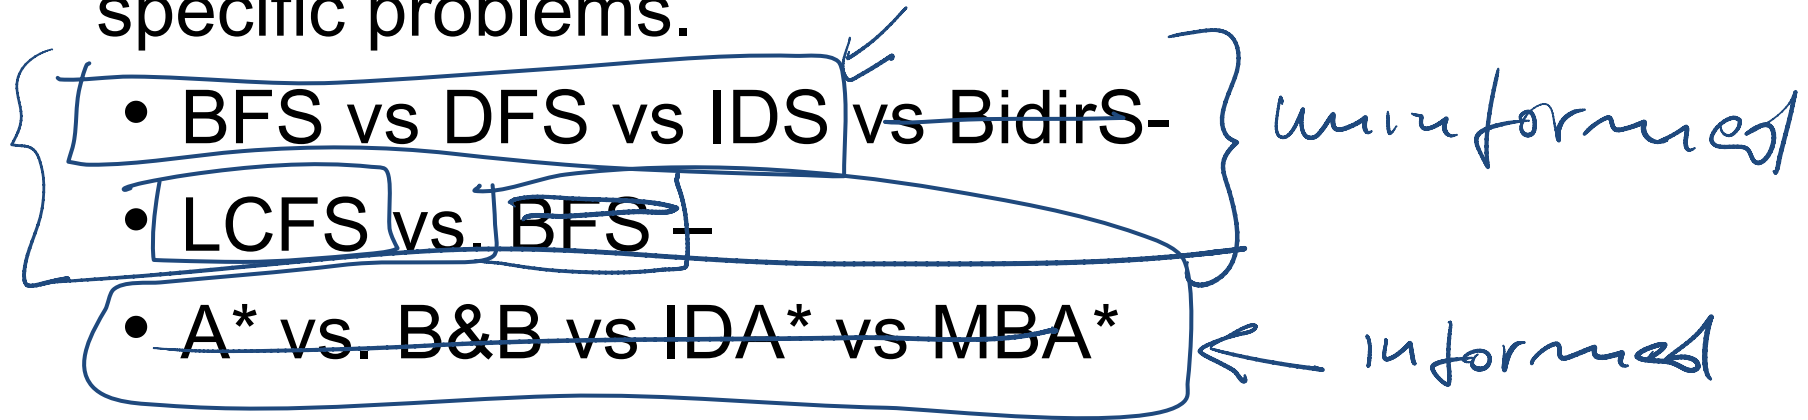 specific problems.
• BFS vs DFS vs IDS vs BidirS-
• LCFS vs. BFS –
• A* vs. B&B vs IDA* vs MBA*
uninformed
informed